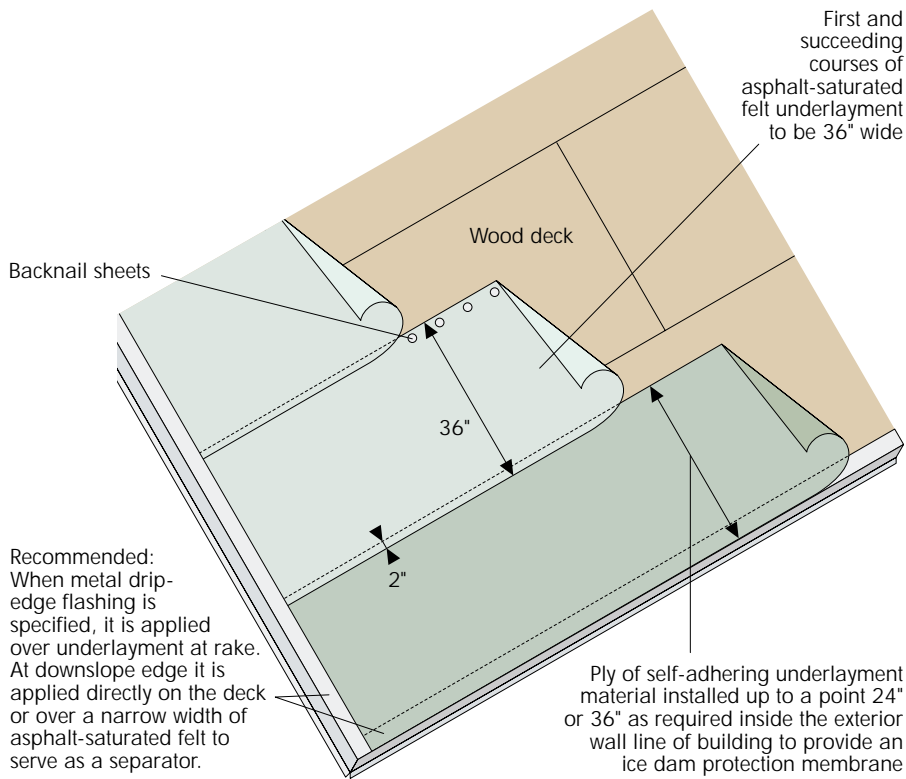 First and
succeeding
courses of
asphalt-saturated
felt underlayment
to be 36" wide
Wood deck
Backnail sheets
36"
2"
Recommended:
When metal drip-
edge flashing is
specified, it is applied
over underlayment at rake.
At downslope edge it is
applied directly on the deck
or over a narrow width of
asphalt-saturated felt to
serve as a separator.
Ply of self-adhering underlayment
material installed up to a point 24"
or 36" as required inside the exterior
wall line of building to provide an
ice dam protection membrane